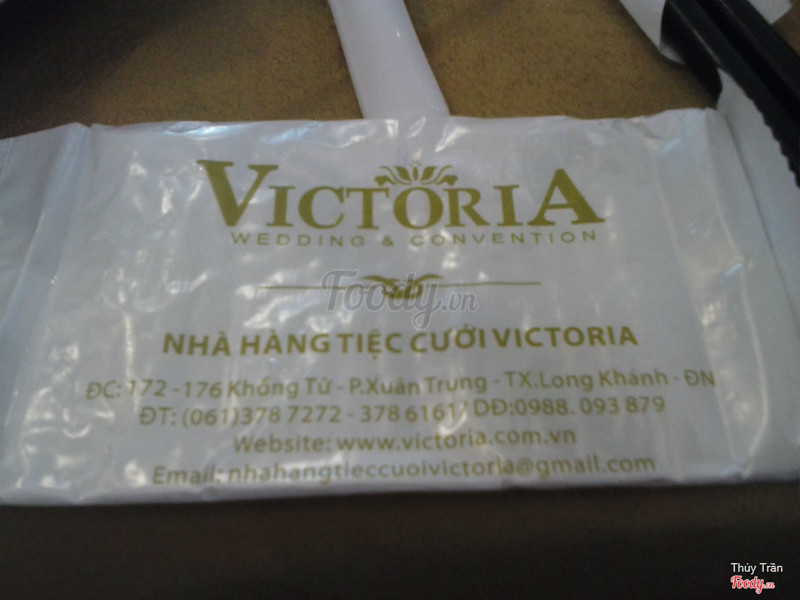 VICTORIA
WEDDING & CONVENTION
Foody.vn
NHÀ HÀNG TIỆC CƯỚI VICTORIA
ĐC: 172 -176 Khổng Tử - P.Xuân Trung - TX.Long Khánh - ĐN
ĐT: (061)378 7272 - 378 6161/ DĐ:0988. 093 879
Website: www.victoria.com.vn
Email: nhahangtieccuoivictoria@gmail.com
Thúy Trần
Foody.vn